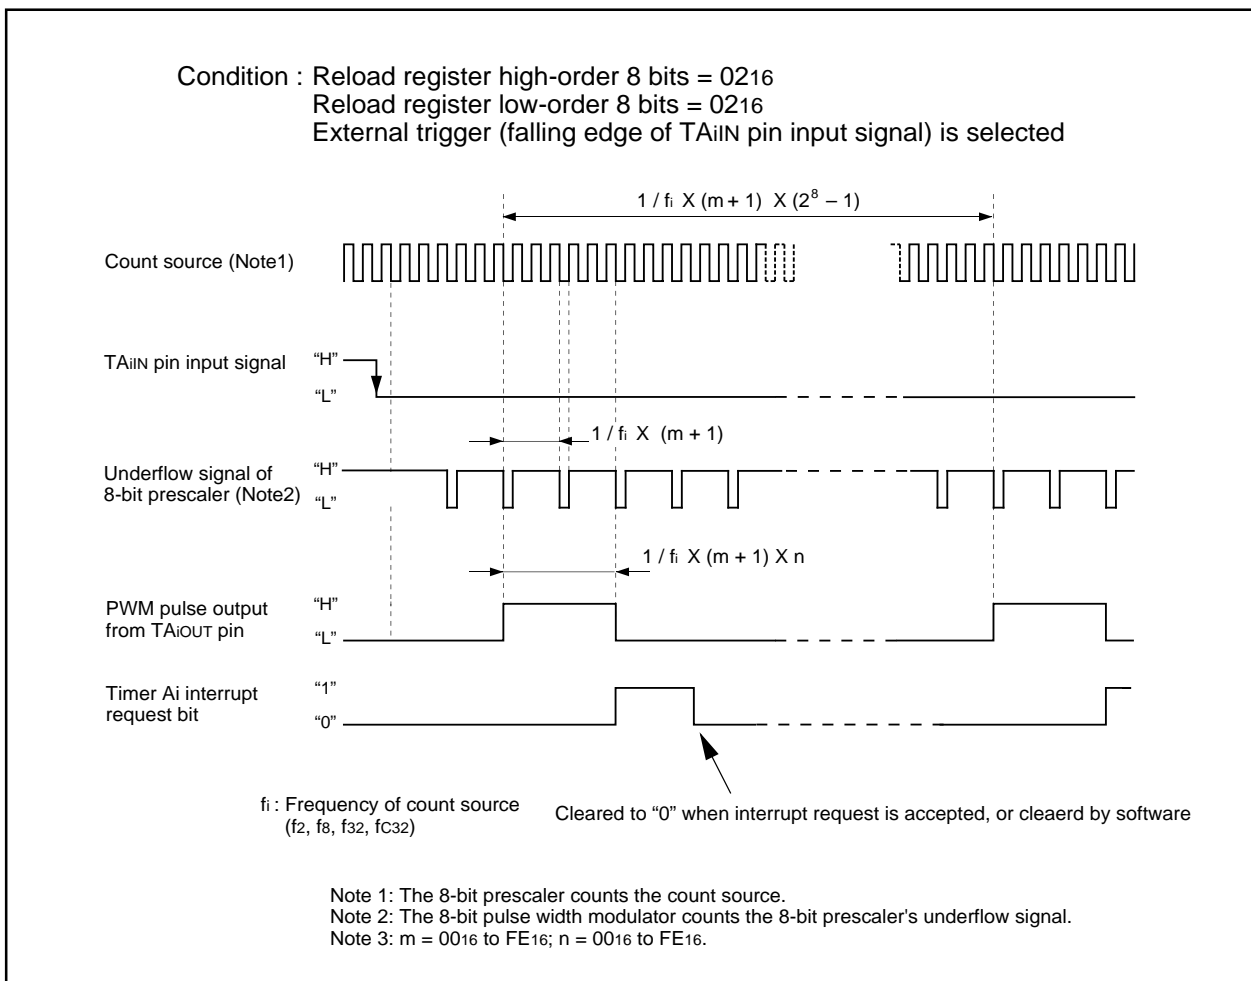 Condition : Reload register high-order 8 bits = 0216
Reload register low-order 8 bits = 0216
External trigger (falling edge of TAiIN pin input signal) is selected
1 / fi X (m + 1) X (2⁸ – 1)
Count source (Note1)
TAiIN pin input signal
“H”
“L”
1 / fi X (m + 1)
Underflow signal of
8-bit prescaler (Note2)
“H”
“L”
1 / fi X (m + 1) X n
PWM pulse output
from TAiOUT pin
“H”
“L”
Timer Ai interrupt
request bit
“1”
“0”
fi : Frequency of count source
(f2, f8, f32, fC32)
Cleared to “0” when interrupt request is accepted, or cleaerd by software
Note 1: The 8-bit prescaler counts the count source.
Note 2: The 8-bit pulse width modulator counts the 8-bit prescaler's underflow signal.
Note 3: m = 0016 to FE16; n = 0016 to FE16.